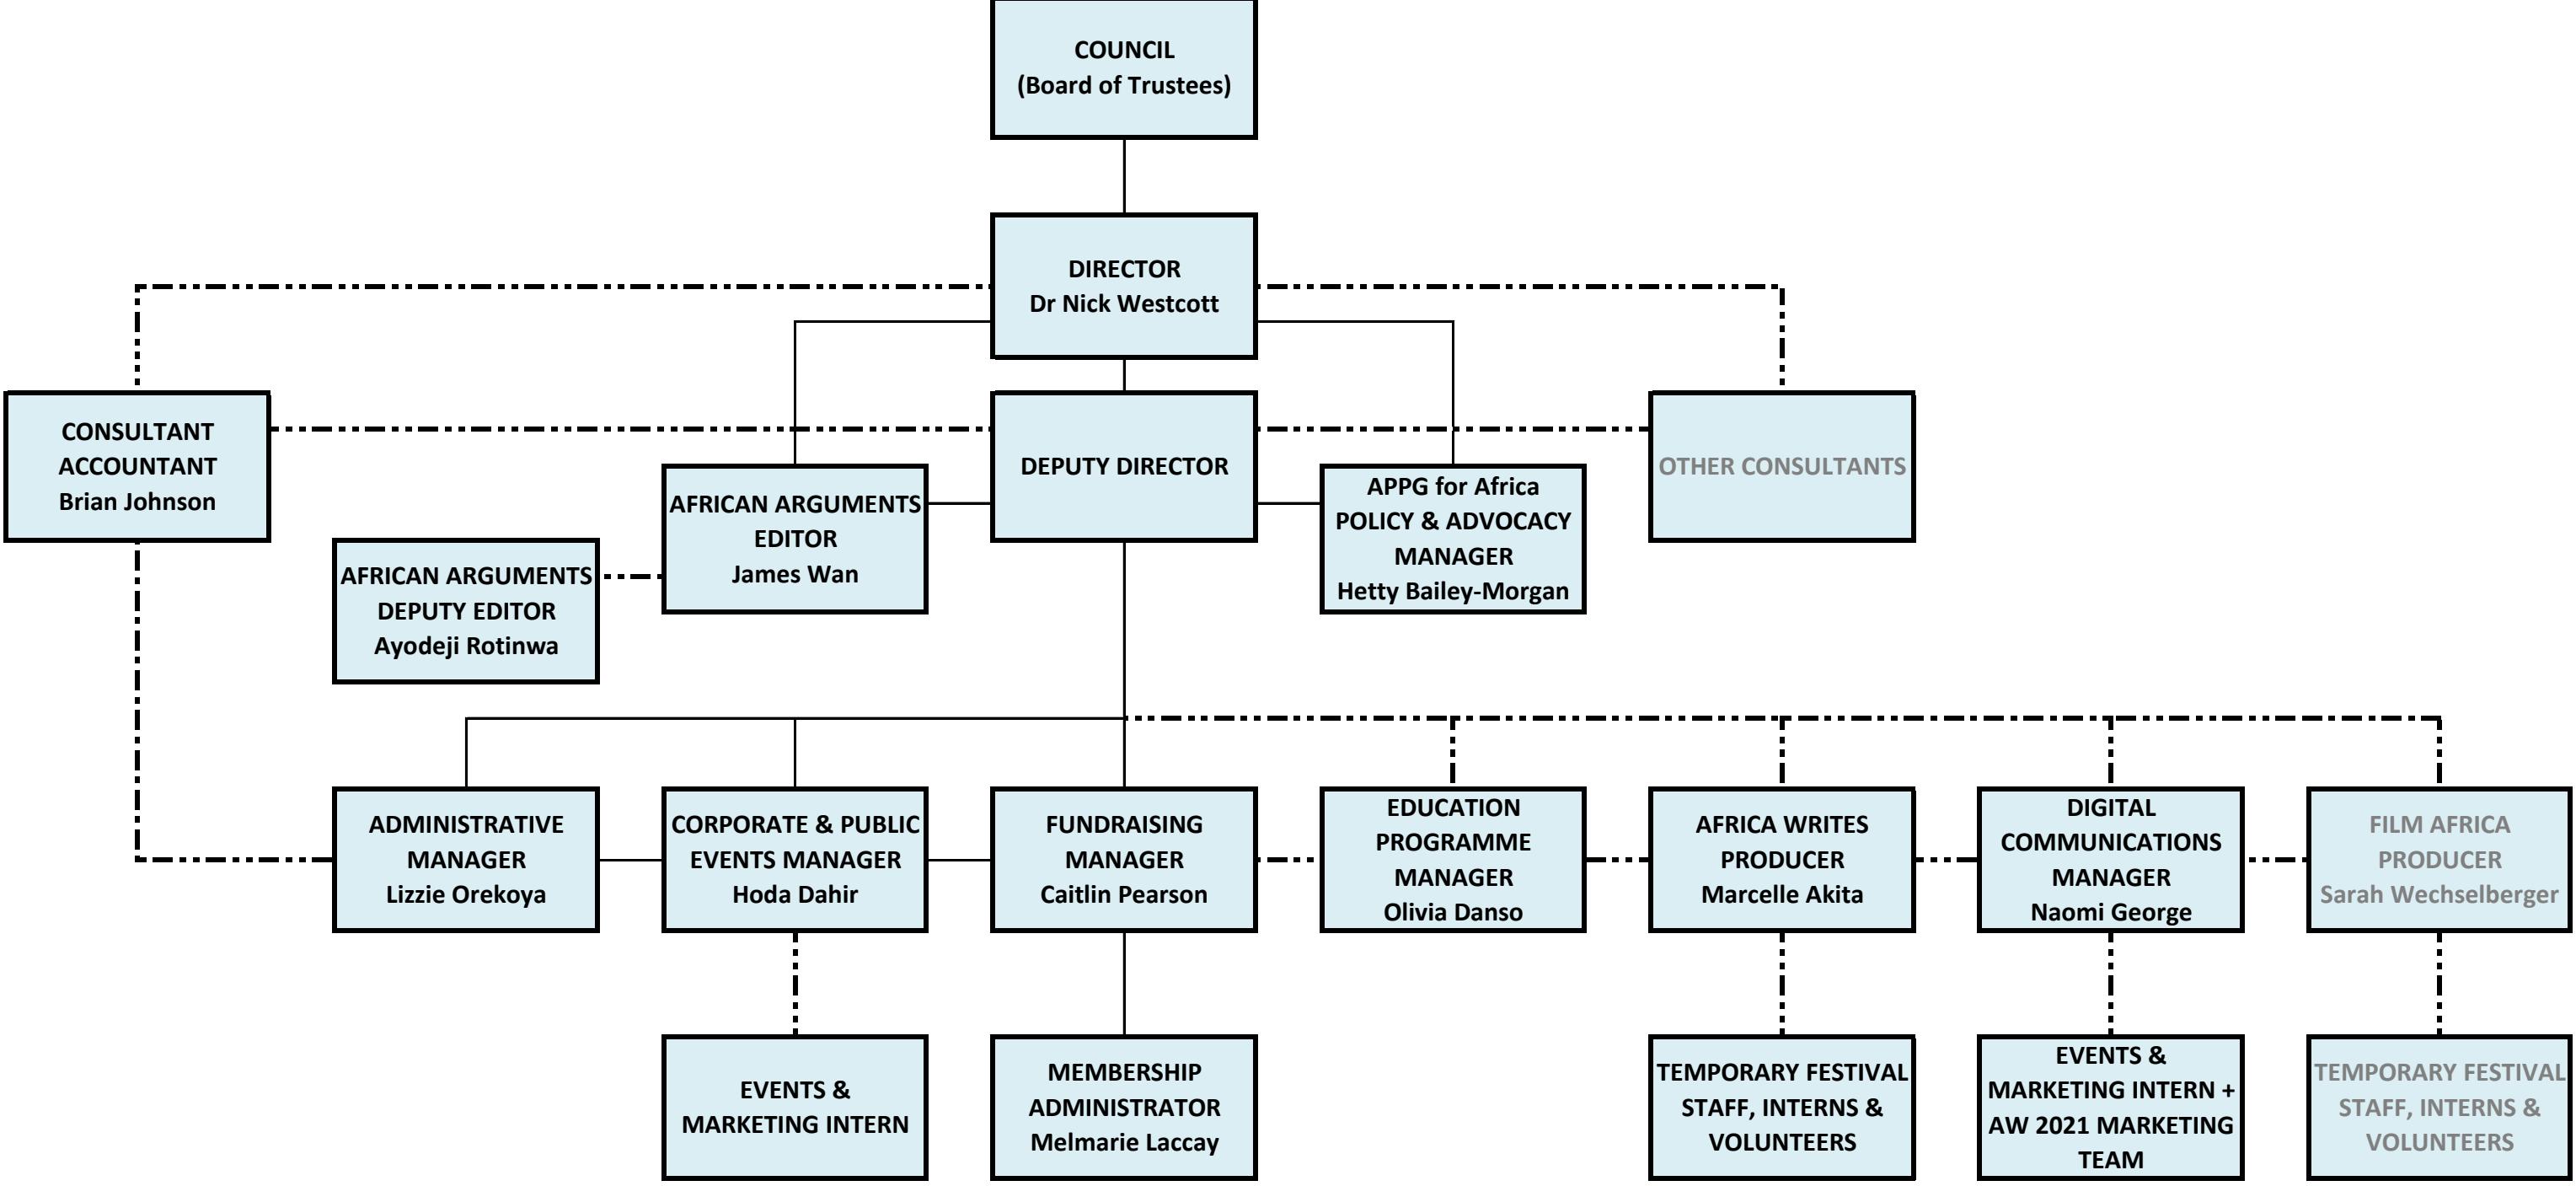 COUNCIL
(Board of Trustees)
DIRECTOR
Dr Nick Westcott
CONSULTANT
ACCOUNTANT
Brian Johnson
DEPUTY DIRECTOR
OTHER CONSULTANTS
AFRICAN ARGUMENTS
EDITOR
James Wan
APPG for Africa
POLICY & ADVOCACY
MANAGER
Hetty Bailey-Morgan
AFRICAN ARGUMENTS
DEPUTY EDITOR
Ayodeji Rotinwa
ADMINISTRATIVE
MANAGER
Lizzie Orekoya
CORPORATE & PUBLIC
EVENTS MANAGER
Hoda Dahir
FUNDRAISING
MANAGER
Caitlin Pearson
EDUCATION
PROGRAMME
MANAGER
Olivia Danso
AFRICA WRITES
PRODUCER
Marcelle Akita
DIGITAL
COMMUNICATIONS
MANAGER
Naomi George
FILM AFRICA
PRODUCER
Sarah Wechselberger
EVENTS &
MARKETING INTERN
MEMBERSHIP
ADMINISTRATOR
Melmarie Laccay
TEMPORARY FESTIVAL
STAFF, INTERNS &
VOLUNTEERS
EVENTS &
MARKETING INTERN +
AW 2021 MARKETING
TEAM
TEMPORARY FESTIVAL
STAFF, INTERNS &
VOLUNTEERS